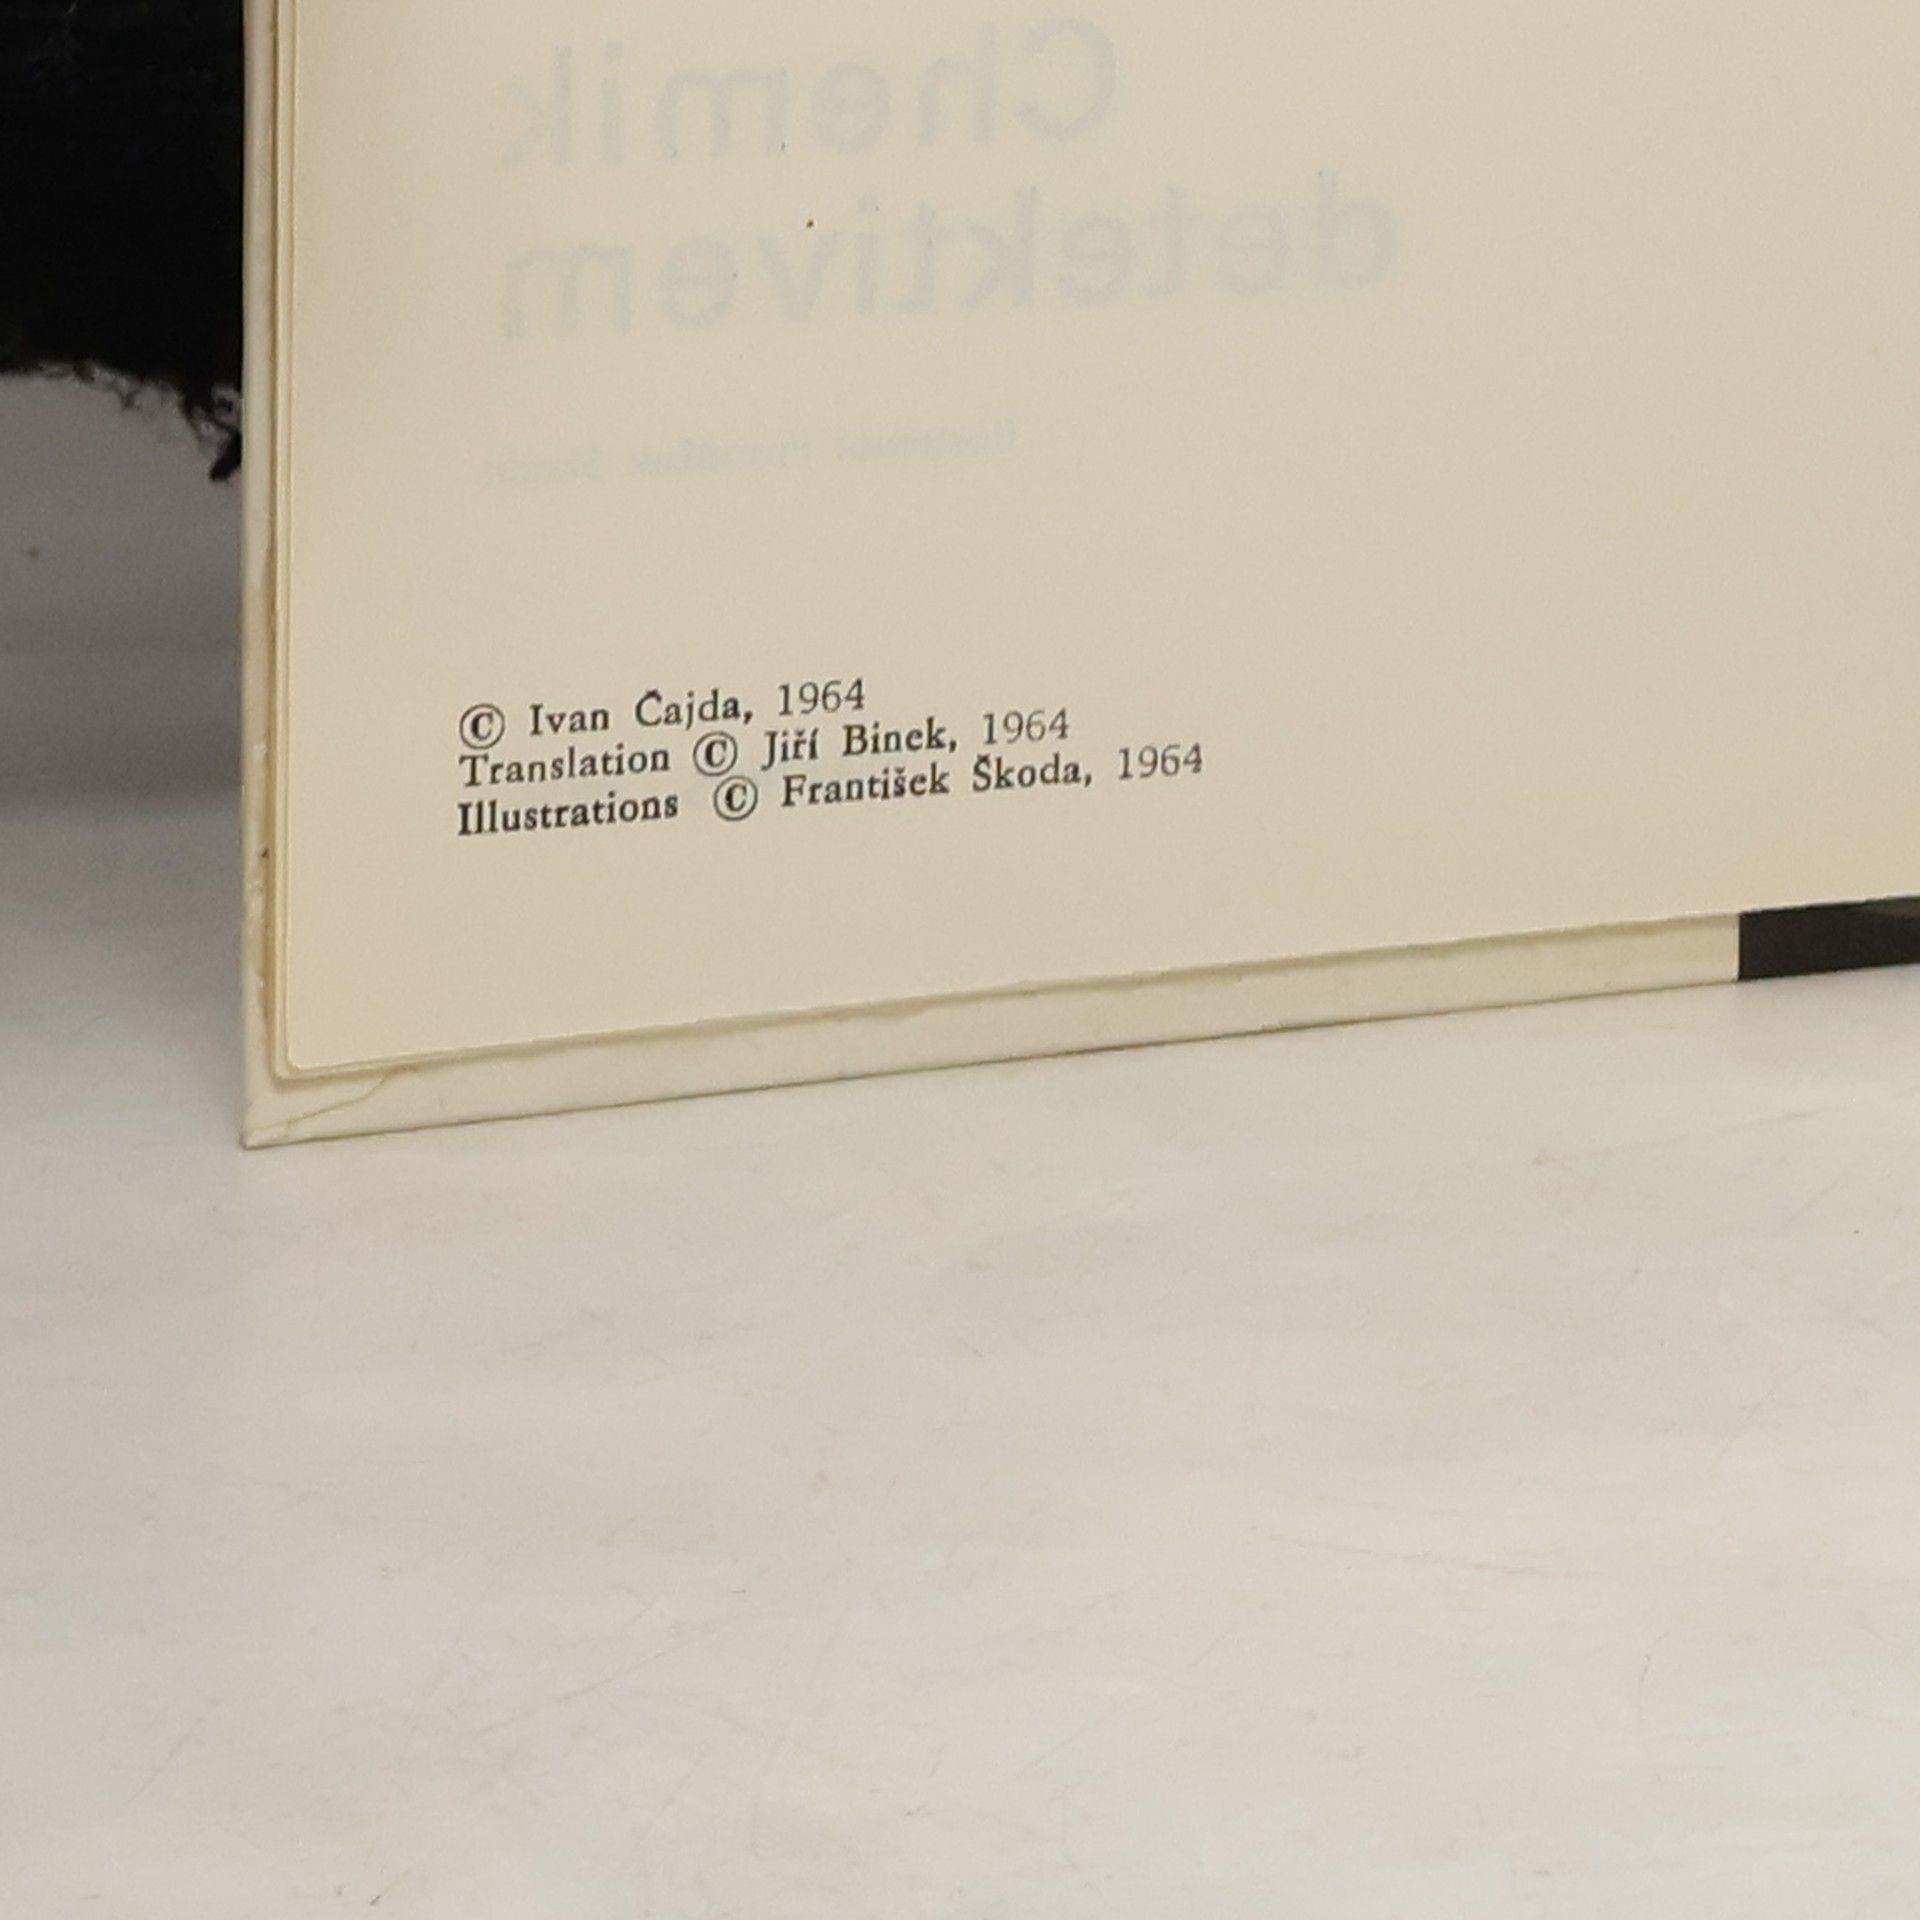 Chemik
detektivem
© Ivan Čajda, 1964
Translation © Jiří Binek, 1964
Illustrations © František Škoda, 1964